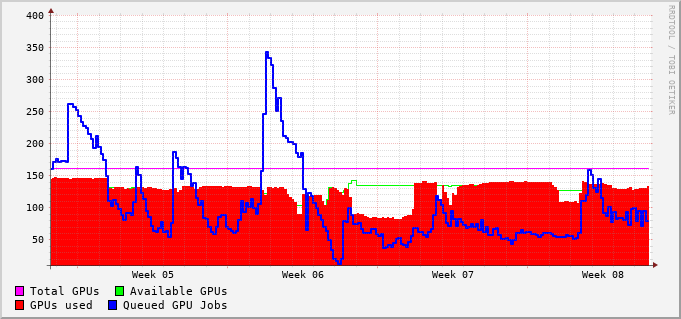 400
350
300
250
200
150
100
50
Week 05 Week 06 Week 07 Week 08
Total GPUs Available GPUs
GPUs used Queued GPU Jobs
RRDTOOL / TOBI OETIKER